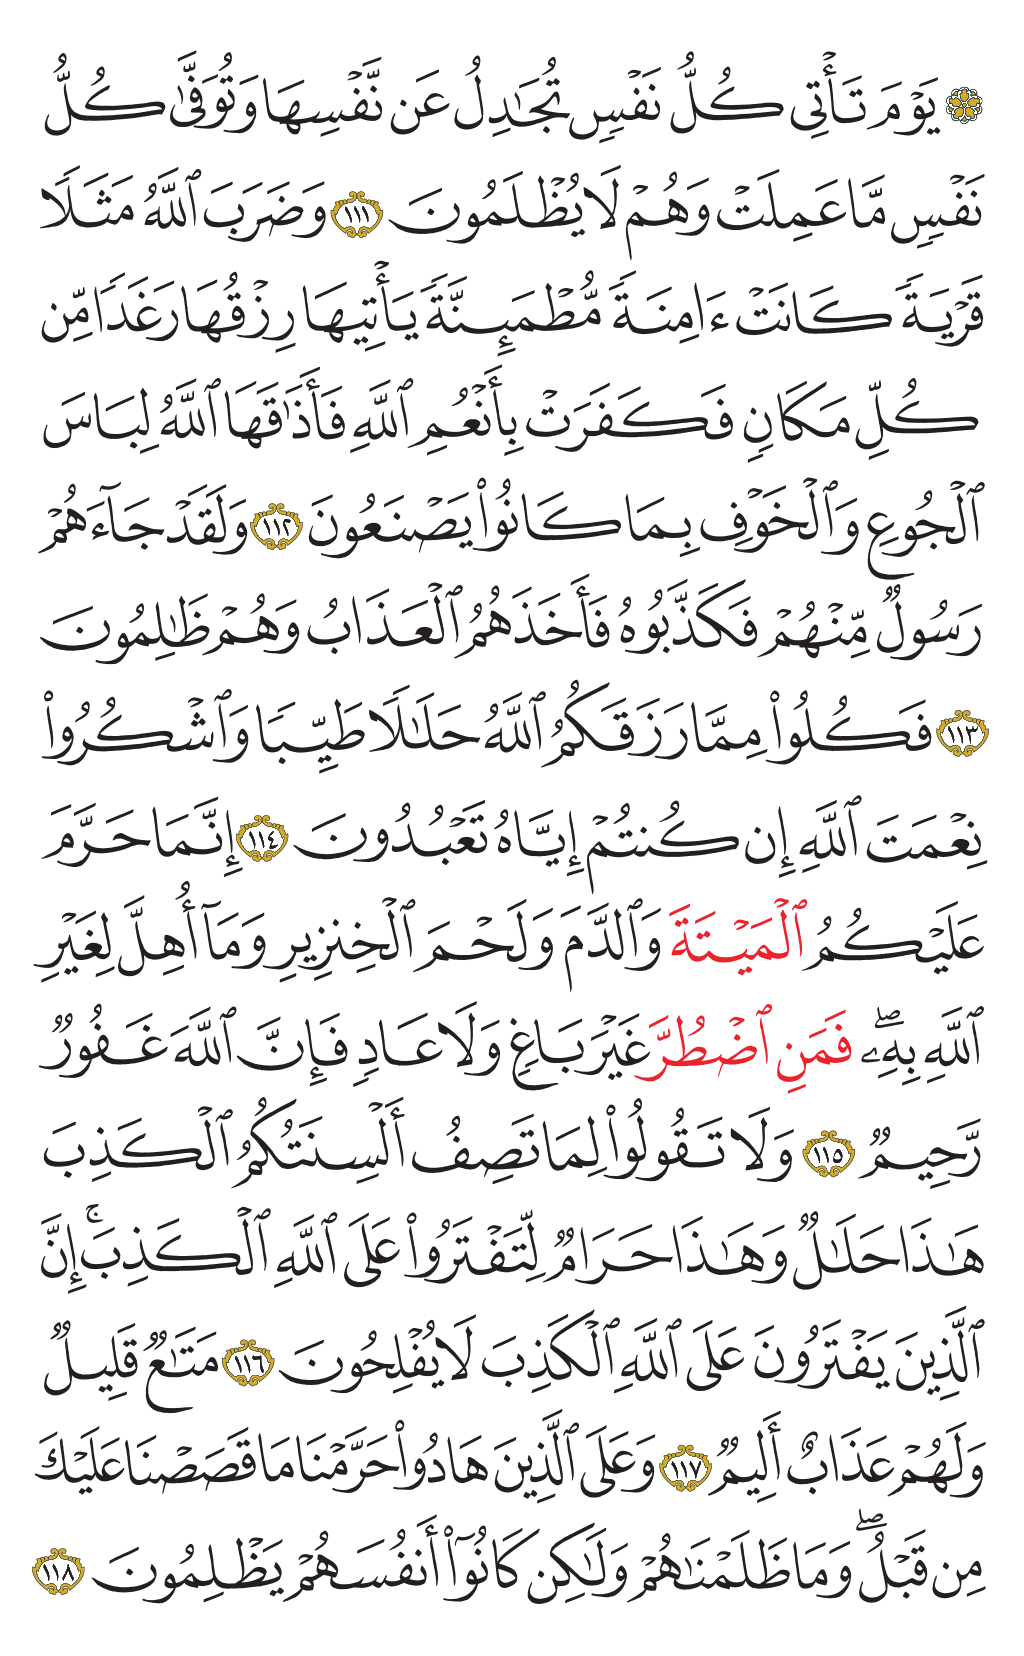 ۞ يَوْمَ تَأْتِى كُلُّ نَفْسٍ تُجَٰدِلُ عَن نَّفْسِهَا وَتُوَفَّىٰ كُلُّ
نَفْسٍ مَّا عَمِلَتْ وَهُمْ لَا يُظْلَمُونَ ١١١ وَضَرَبَ ٱللَّهُ مَثَلًا
قَرْيَةً كَانَتْ ءَامِنَةً مُّطْمَئِنَّةً يَأْتِيهَا رِزْقُهَا رَغَدًا مِّن
كُلِّ مَكَانٍ فَكَفَرَتْ بِأَنْعُمِ ٱللَّهِ فَأَذَٰقَهَا ٱللَّهُ لِبَاسَ
ٱلْجُوعِ وَٱلْخَوْفِ بِمَا كَانُوا۟ يَصْنَعُونَ ١١٢ وَلَقَدْ جَآءَهُمْ
رَسُولٌ مِّنْهُمْ فَكَذَّبُوهُ فَأَخَذَهُمُ ٱلْعَذَابُ وَهُمْ ظَٰلِمُونَ
١١٣ فَكُلُوا۟ مِمَّا رَزَقَكُمُ ٱللَّهُ حَلَٰلًا طَيِّبًا وَٱشْكُرُوا۟
نِعْمَتَ ٱللَّهِ إِن كُنتُمْ إِيَّاهُ تَعْبُدُونَ ١١٤ إِنَّمَا حَرَّمَ
عَلَيْكُمُ ٱلْمَيْتَةَ وَٱلدَّمَ وَلَحْمَ ٱلْخِنزِيرِ وَمَآ أُهِلَّ لِغَيْرِ
ٱللَّهِ بِهِۦ ۖ فَمَنِ ٱضْطُرَّ غَيْرَ بَاغٍ وَلَا عَادٍ فَإِنَّ ٱللَّهَ غَفُورٌ
رَّحِيمٌ ١١٥ وَلَا تَقُولُوا۟ لِمَا تَصِفُ أَلْسِنَتُكُمُ ٱلْكَذِبَ
هَٰذَا حَلَٰلٌ وَهَٰذَا حَرَامٌ لِّتَفْتَرُوا۟ عَلَى ٱللَّهِ ٱلْكَذِبَ ۚ إِنَّ
ٱلَّذِينَ يَفْتَرُونَ عَلَى ٱللَّهِ ٱلْكَذِبَ لَا يُفْلِحُونَ ١١٦ مَتَٰعٌ قَلِيلٌ
وَلَهُمْ عَذَابٌ أَلِيمٌ ١١٧ وَعَلَى ٱلَّذِينَ هَادُوا۟ حَرَّمْنَا مَا قَصَصْنَا عَلَيْكَ
مِن قَبْلُ ۖ وَمَا ظَلَمْنَٰهُمْ وَلَٰكِن كَانُوٓا۟ أَنفُسَهُمْ يَظْلِمُونَ ١١٨